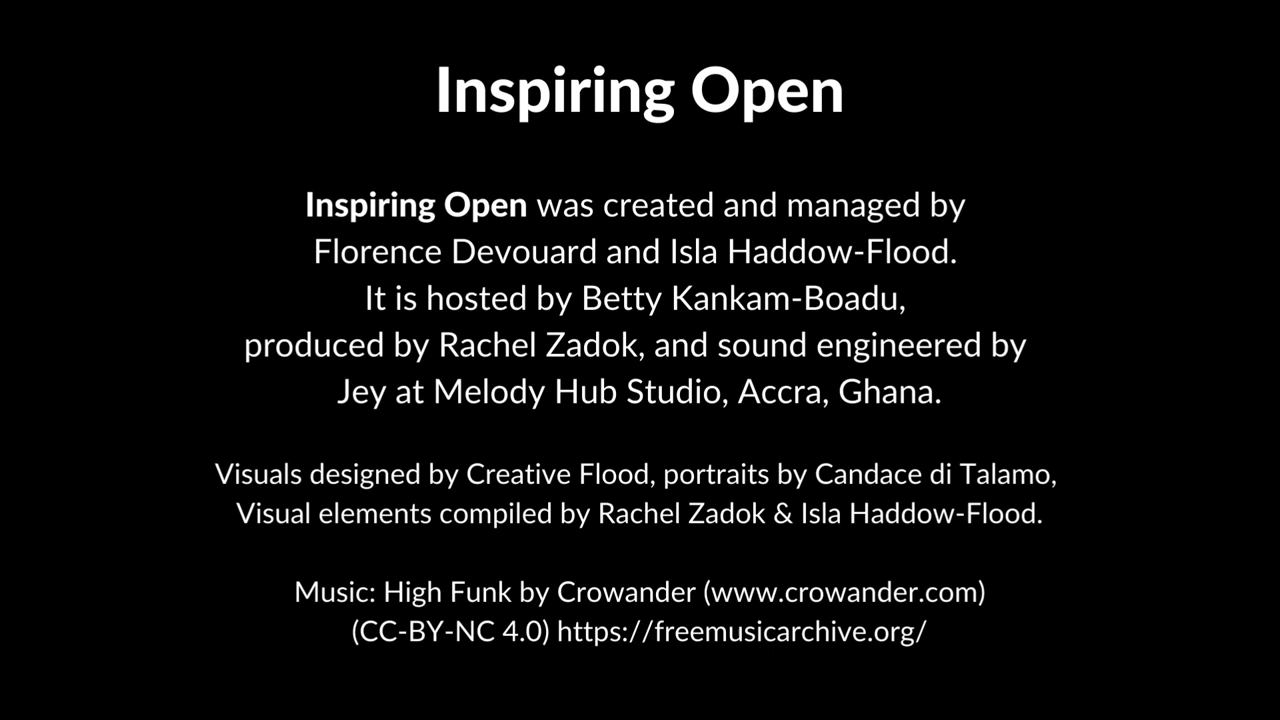 Inspiring Open
Inspiring Open was created and managed by
Florence Devouard and Isla Haddow-Flood.
It is hosted by Betty Kankam-Boadu,
produced by Rachel Zadok, and sound engineered by
Jey at Melody Hub Studio, Accra, Ghana.
Visuals designed by Creative Flood, portraits by Candace di Talamo,
Visual elements compiled by Rachel Zadok & Isla Haddow-Flood.
Music: High Funk by Crowander (www.crowander.com)
(CC-BY-NC 4.0) https://freemusicarchive.org/